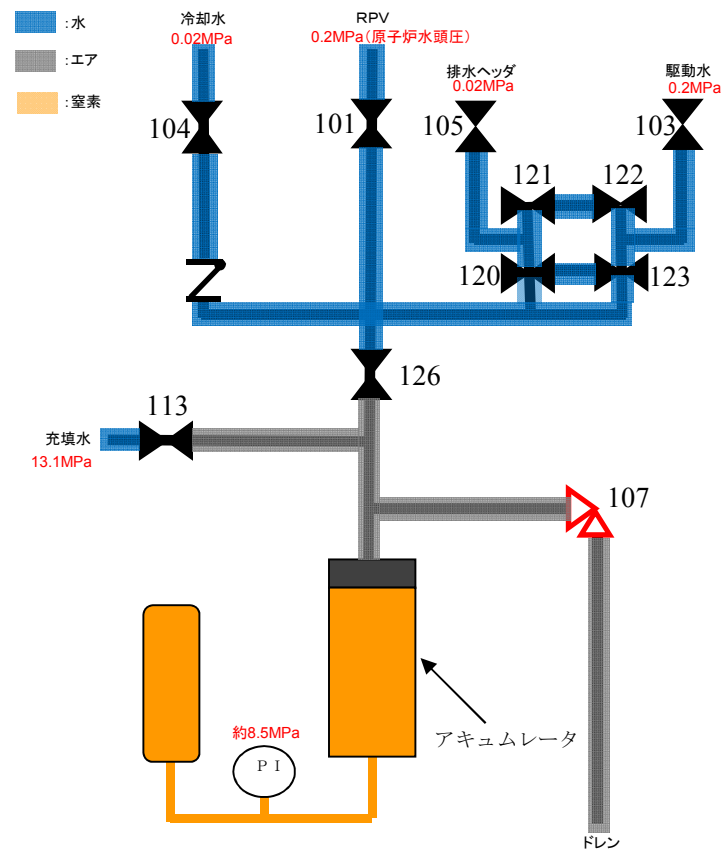 :水
:エア
:窒素
冷却水
0.02MPa
RPV
0.2MPa(原子炉水頭圧)
排水ヘッダ
0.02MPa
駆動水
0.2MPa
104
101
105
103
121
122
120
123
126
113
充填水
13.1MPa
107
約8.5MPa
PI
アキュムレータ
ドレン